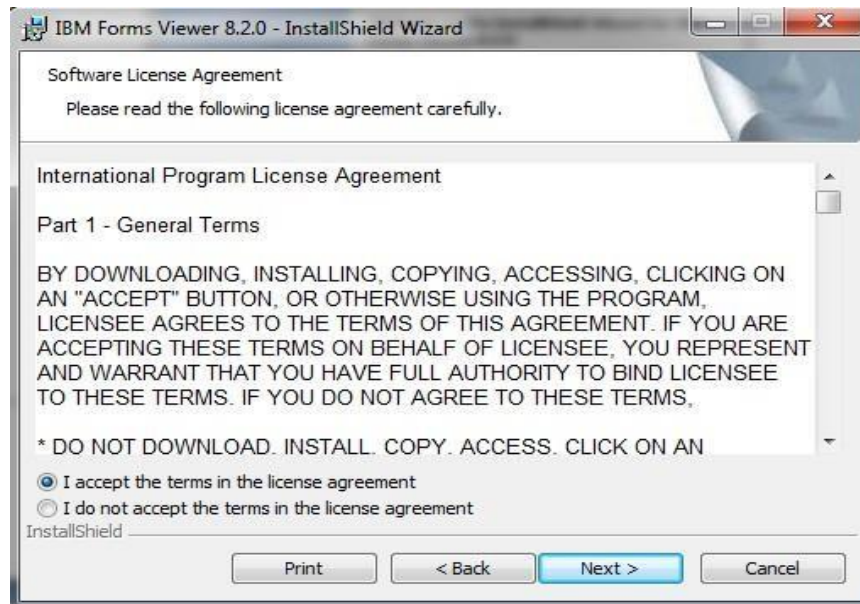 IBM Forms Viewer 8.2.0 - InstallShield Wizard
Software License Agreement
Please read the following license agreement carefully.
International Program License Agreement
Part 1 - General Terms
BY DOWNLOADING, INSTALLING, COPYING, ACCESSING, CLICKING ON
AN "ACCEPT" BUTTON, OR OTHERWISE USING THE PROGRAM,
LICENSEE AGREES TO THE TERMS OF THIS AGREEMENT. IF YOU ARE
ACCEPTING THESE TERMS ON BEHALF OF LICENSEE, YOU REPRESENT
AND WARRANT THAT YOU HAVE FULL AUTHORITY TO BIND LICENSEE
TO THESE TERMS. IF YOU DO NOT AGREE TO THESE TERMS,
* DO NOT DOWNLOAD, INSTALL, COPY, ACCESS, CLICK ON AN
I accept the terms in the license agreement
I do not accept the terms in the license agreement
InstallShield
Print < Back Next > Cancel